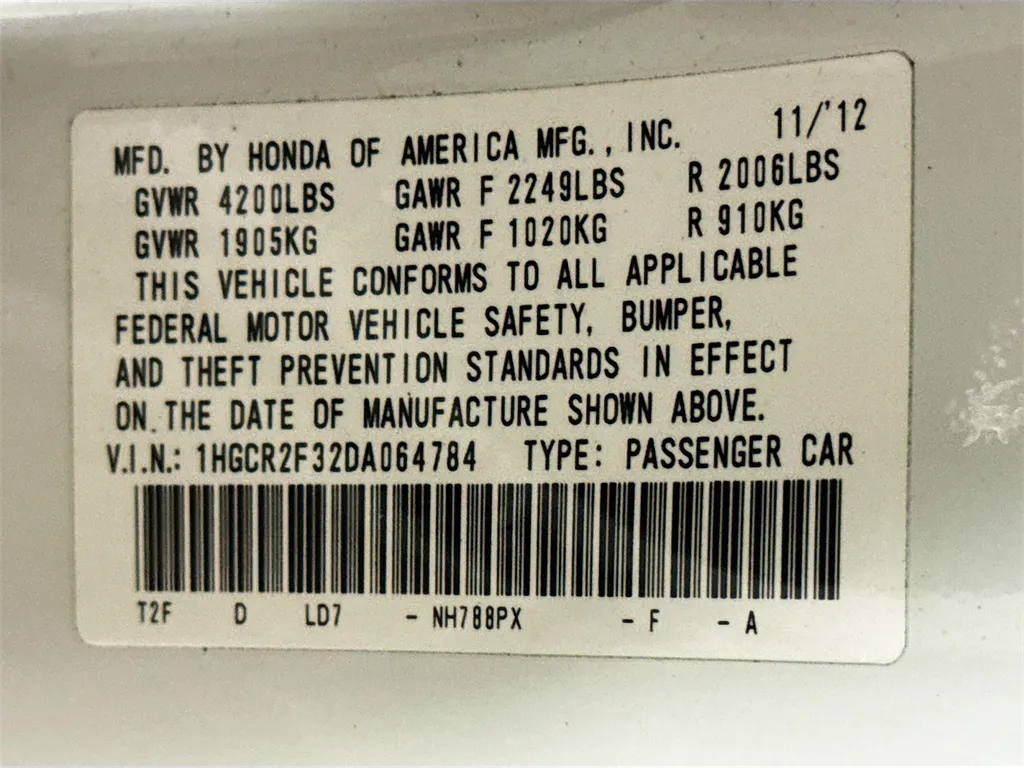 MFD. BY HONDA OF AMERICA MFG., INC. 11/'12
GVWR 4200LBS GAWR F 2249LBS R 2006LBS
GVWR 1905KG GAWR F 1020KG R 910KG
THIS VEHICLE CONFORMS TO ALL APPLICABLE
FEDERAL MOTOR VEHICLE SAFETY, BUMPER,
AND THEFT PREVENTION STANDARDS IN EFFECT
ON THE DATE OF MANUFACTURE SHOWN ABOVE.
V.I.N.: 1HGCR2F32DA064784 TYPE: PASSENGER CAR
T2F D LD7 - NH788PX - F - A